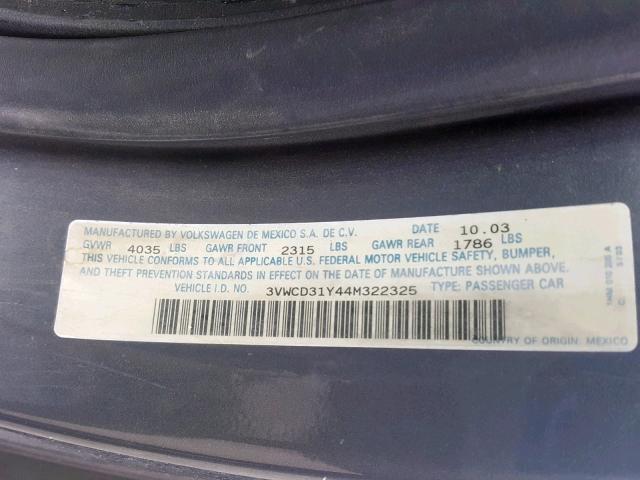 MANUFACTURED BY VOLKSWAGEN DE MEXICO S.A. DE C.V. DATE 10.03
GVWR 4035 LBS GAWR FRONT 2315 LBS GAWR REAR 1786 LBS
THIS VEHICLE CONFORMS TO ALL APPLICABLE U.S. FEDERAL MOTOR VEHICLE SAFETY, BUMPER,
AND THEFT PREVENTION STANDARDS IN EFFECT ON THE DATE OF MANUFACTURE SHOWN ABOVE.
VEHICLE I.D. NO. 3VWCD31Y44M322325 TYPE: PASSENGER CAR
COUNTRY OF ORIGIN: MEXICO